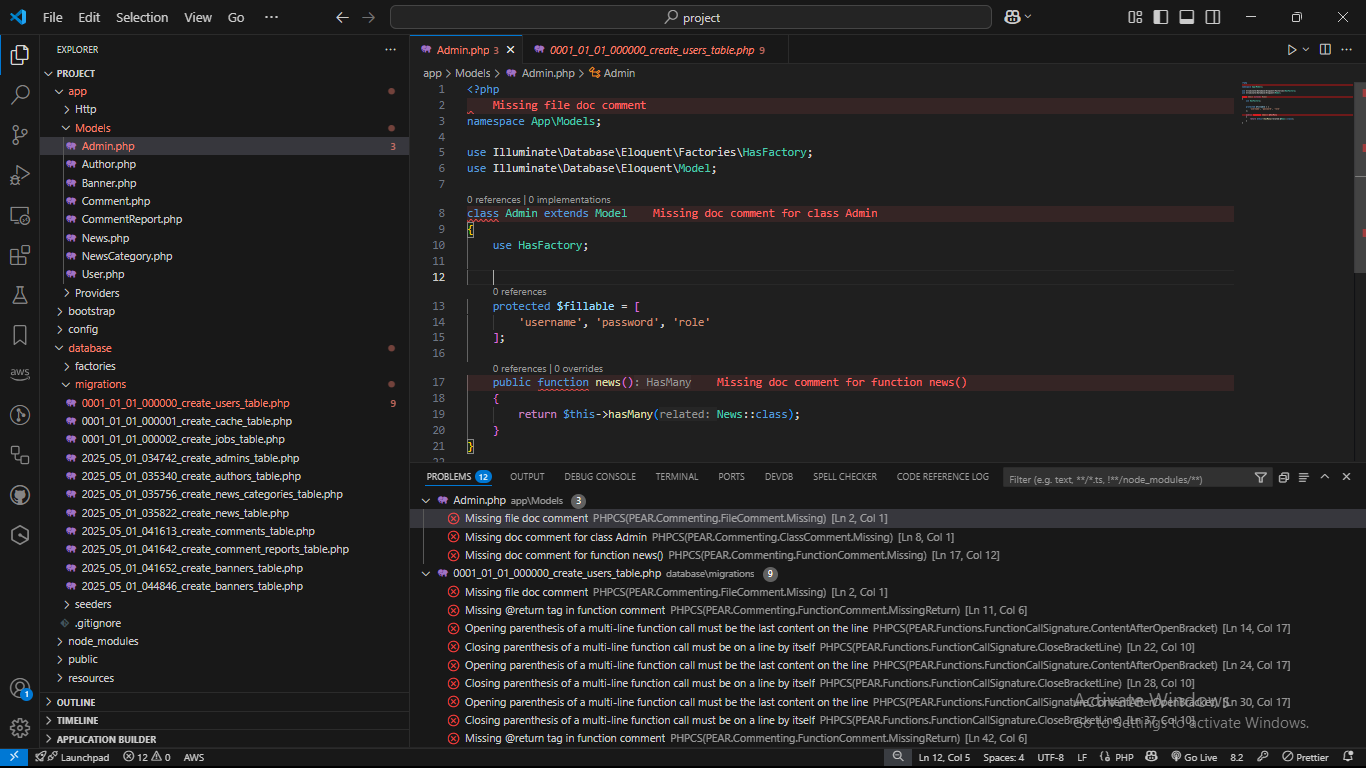 File Edit Selection View Go ··· project
EXPLORER
PROJECT
app
Http
Models
Admin.php 3
Author.php
Banner.php
Comment.php
CommentReport.php
News.php
NewsCategory.php
User.php
Providers
bootstrap
config
database
factories
migrations
0001_01_01_000000_create_users_table.php 9
0001_01_01_000001_create_cache_table.php
0001_01_01_000002_create_jobs_table.php
2025_05_01_034742_create_admins_table.php
2025_05_01_035340_create_authors_table.php
2025_05_01_035756_create_news_categories_table.php
2025_05_01_035822_create_news_table.php
2025_05_01_041613_create_comments_table.php
2025_05_01_041642_create_comment_reports_table.php
2025_05_01_041652_create_banners_table.php
2025_05_01_044846_create_banners_table.php
seeders
.gitignore
node_modules
public
resources
OUTLINE
TIMELINE
APPLICATION BUILDER
aws
1
Admin.php 3 0001_01_01_000000_create_users_table.php 9
app > Models > Admin.php > Admin
1 <?php
2 Missing file doc comment
3 namespace App\Models;
4
5 use Illuminate\Database\Eloquent\Factories\HasFactory;
6 use Illuminate\Database\Eloquent\Model;
7
0 references | 0 implementations
8 class Admin extends Model Missing doc comment for class Admin
9 {
10 use HasFactory;
11
12
0 references
13 protected $fillable = [
14 'username', 'password', 'role'
15 ];
16
0 references | 0 overrides
17 public function news(): HasMany Missing doc comment for function news()
18 {
19 return $this->hasMany(related: News::class);
20 }
21 }
22
PROBLEMS 12 OUTPUT DEBUG CONSOLE TERMINAL PORTS DEVDB SPELL CHECKER CODE REFERENCE LOG Filter (e.g. text, **/*.ts, !**/node_modules/**)
Admin.php app\Models 3
Missing file doc comment PHPCS(PEAR.Commenting.FileComment.Missing) [Ln 2, Col 1]
Missing doc comment for class Admin PHPCS(PEAR.Commenting.ClassComment.Missing) [Ln 8, Col 1]
Missing doc comment for function news() PHPCS(PEAR.Commenting.FunctionComment.Missing) [Ln 17, Col 12]
0001_01_01_000000_create_users_table.php database\migrations 9
Missing file doc comment PHPCS(PEAR.Commenting.FileComment.Missing) [Ln 2, Col 1]
Missing @return tag in function comment PHPCS(PEAR.Commenting.FunctionComment.MissingReturn) [Ln 11, Col 6]
Opening parenthesis of a multi-line function call must be the last content on the line PHPCS(PEAR.Functions.FunctionCallSignature.ContentAfterOpenBracket) [Ln 14, Col 17]
Closing parenthesis of a multi-line function call must be on a line by itself PHPCS(PEAR.Functions.FunctionCallSignature.CloseBracketLine) [Ln 22, Col 10]
Opening parenthesis of a multi-line function call must be the last content on the line PHPCS(PEAR.Functions.FunctionCallSignature.ContentAfterOpenBracket) [Ln 24, Col 17]
Closing parenthesis of a multi-line function call must be on a line by itself PHPCS(PEAR.Functions.FunctionCallSignature.CloseBracketLine) [Ln 28, Col 10]
Opening parenthesis of a multi-line function call must be the last content on the line PHPCS(PEAR.Functions.FunctionCallSignature.ContentAfterOpenBracket) [Ln 30, Col 17]
Closing parenthesis of a multi-line function call must be on a line by itself PHPCS(PEAR.Functions.FunctionCallSignature.CloseBracketLine) [Ln 37, Col 10]
Missing @return tag in function comment PHPCS(PEAR.Commenting.FunctionComment.MissingReturn) [Ln 42, Col 6]
Activate Windows
Go to Settings to activate Windows.
Launchpad 12 0 AWS Ln 12, Col 5 Spaces: 4 UTF-8 LF PHP Go Live 8.2 Prettier